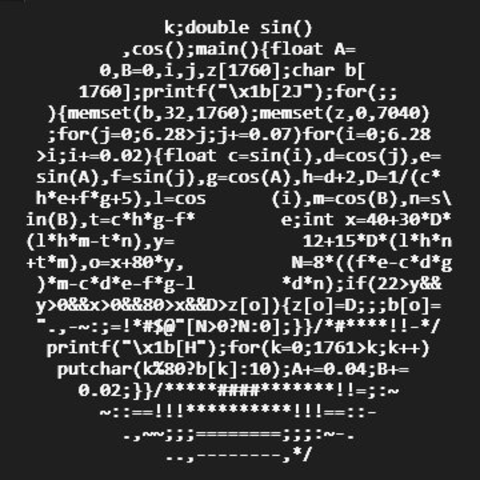 k;double sin()
,cos();main(){float A=
0,B=0,i,j,z[1760];char b[
1760];printf("\x1b[2J");for(;;
){memset(b,32,1760);memset(z,0,7040)
;for(j=0;6.28>j;j+=0.07)for(i=0;6.28
>i;i+=0.02){float c=sin(i),d=cos(j),e=
sin(A),f=sin(j),g=cos(A),h=d+2,D=1/(c*
h*e+f*g+5),l=cos (i),m=cos(B),n=s\
in(B),t=c*h*g-f* e;int x=40+30*D*
(l*h*m-t*n),y= 12+15*D*(l*h*n
+t*m),o=x+80*y, N=8*((f*e-c*d*g
)*m-c*d*e-f*g-l *d*n);if(22>y&&
y>0&&x>0&&80>x&&D>z[o]){z[o]=D;;;b[o]=
".,-~:;=!*#$@"[N>0?N:0];}}/*#****!!-*/
printf("\x1b[H");for(k=0;1761>k;k++)
putchar(k%80?b[k]:10);A+=0.04;B+=
0.02;}}/*****####*******!!=;:~
~::==!!!**********!!!==::-
.,~~;;;========;;;:~-.
..,--------,*/